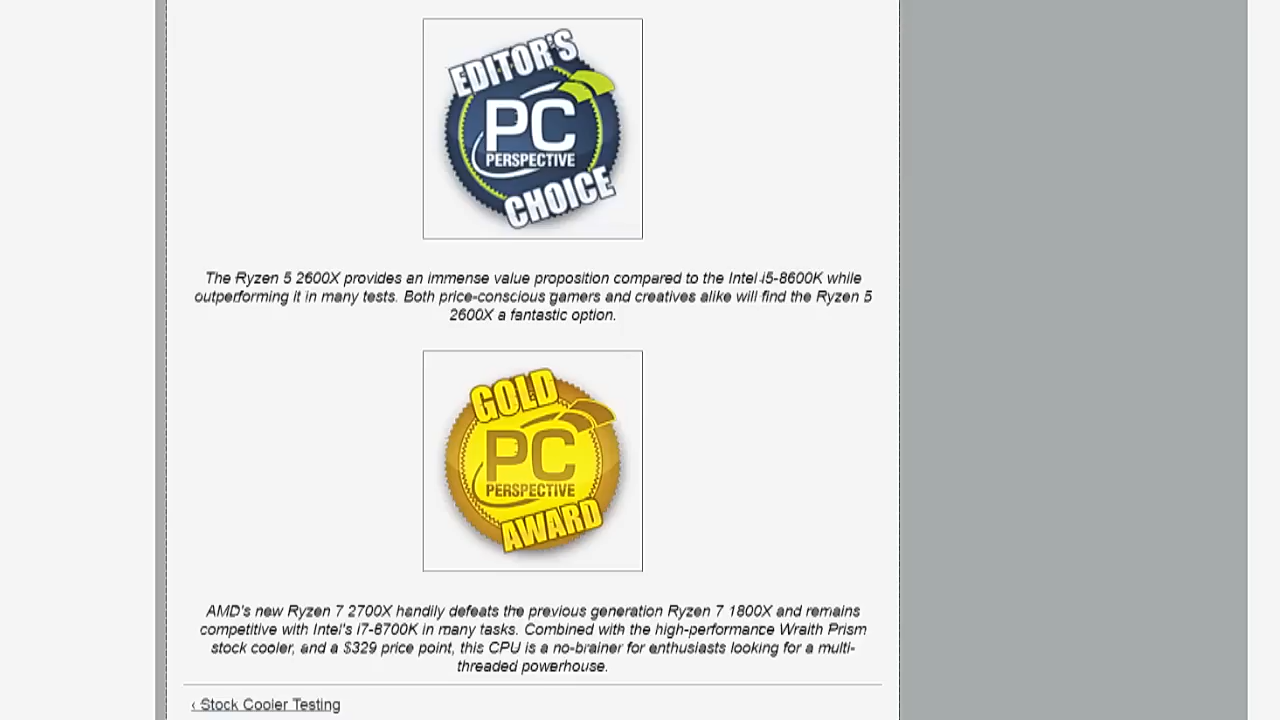 EDITOR'S
PC
PERSPECTIVE
CHOICE
The Ryzen 5 2600X provides an immense value proposition compared to the Intel i5-8600K while
outperforming it in many tests. Both price-conscious gamers and creatives alike will find the Ryzen 5
2600X a fantastic option.
GOLD
PC
PERSPECTIVE
AWARD
AMD's new Ryzen 7 2700X handily defeats the previous generation Ryzen 7 1800X and remains
competitive with Intel's i7-8700K in many tasks. Combined with the high-performance Wraith Prism
stock cooler, and a $329 price point, this CPU is a no-brainer for enthusiasts looking for a multi-
threaded powerhouse.
‹ Stock Cooler Testing